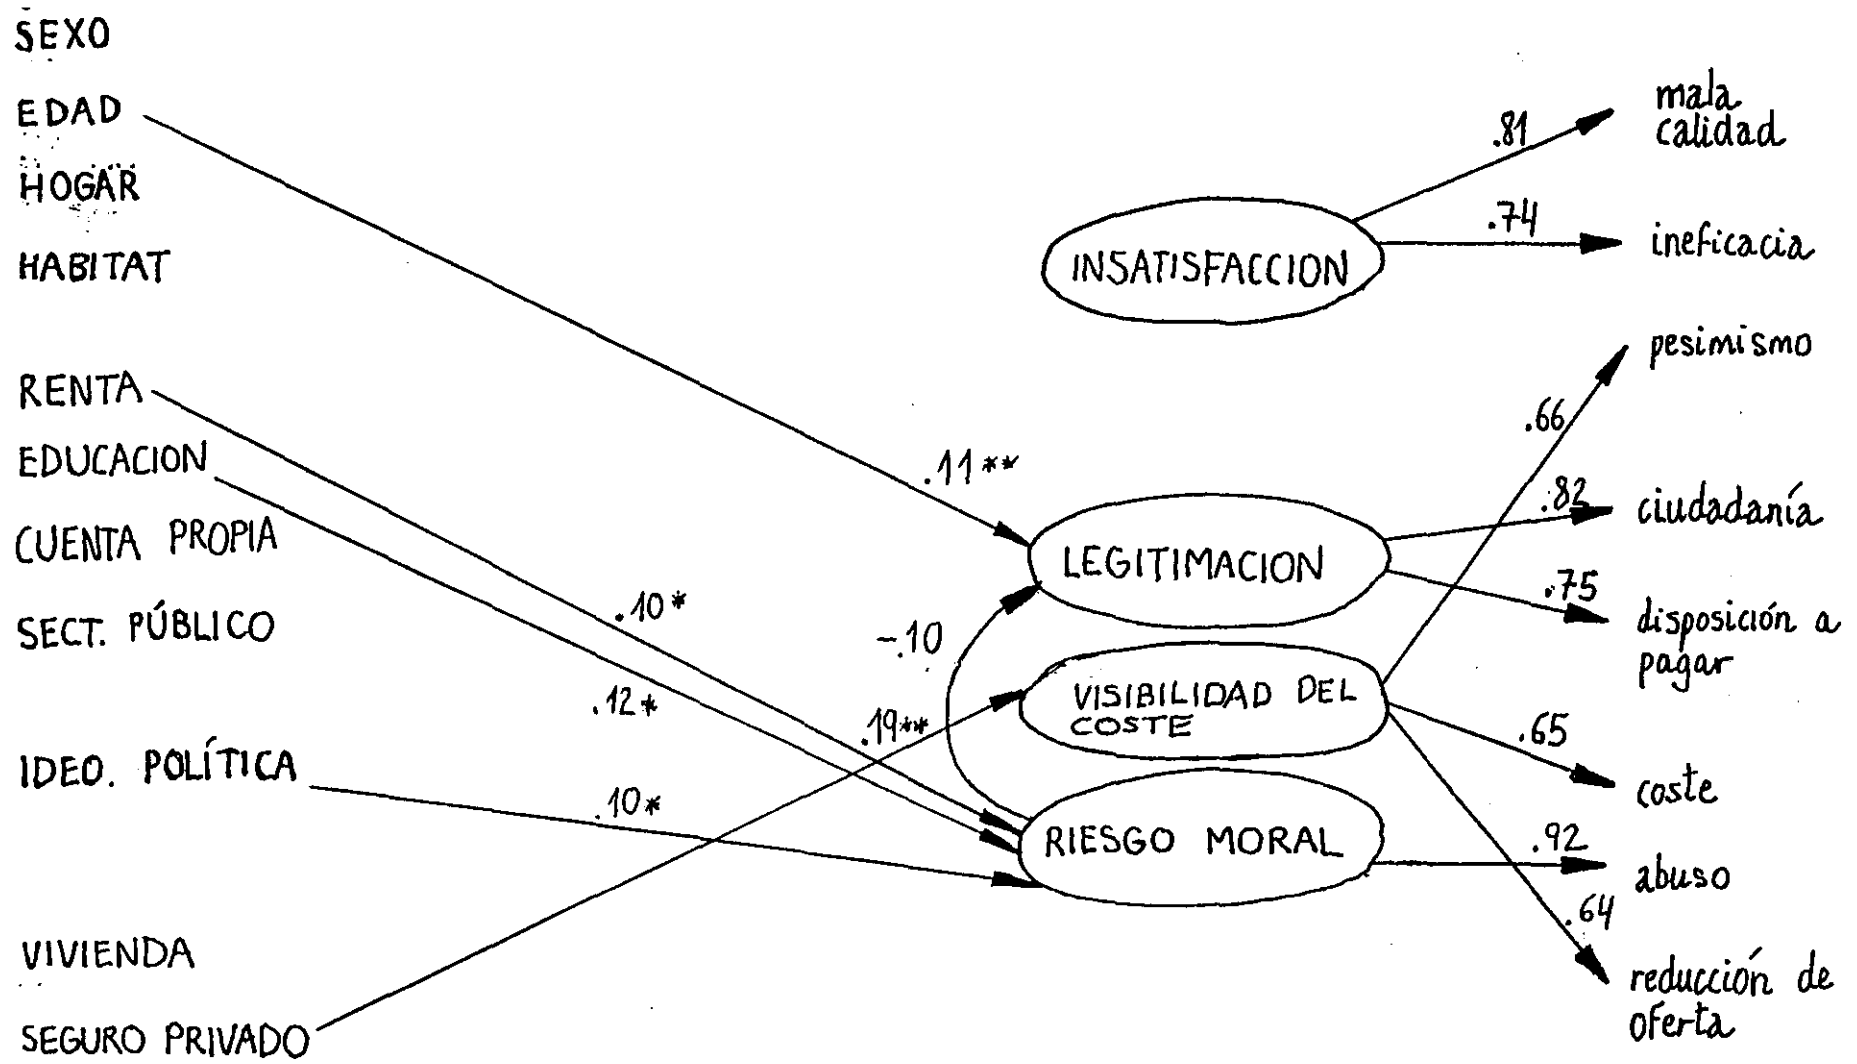 SEXO
EDAD
HOGAR
HABITAT
RENTA
EDUCACION
CUENTA PROPIA
SECT. PÚBLICO
IDEO. POLÍTICA
VIVIENDA
SEGURO PRIVADO
.11**
.10*
.12*
.19**
.10*
-.10
INSATISFACCION
LEGITIMACION
VISIBILIDAD DEL
COSTE
RIESGO MORAL
.81
.74
.66
.82
.75
.65
.92
.64
mala
calidad
ineficacia
pesimismo
ciudadanía
disposición a
pagar
coste
abuso
reducción de
oferta